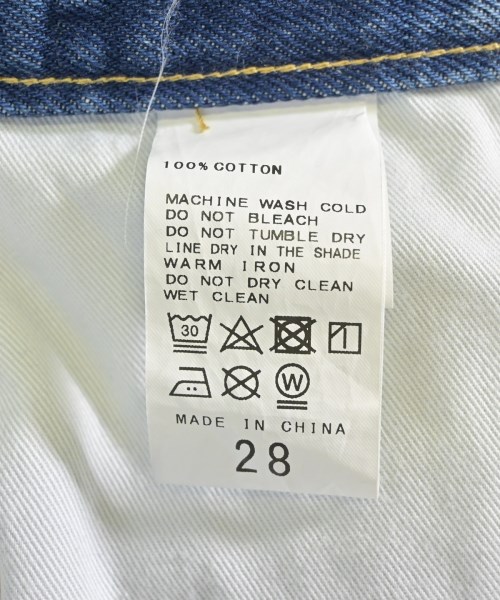 100% COTTON
MACHINE WASH COLD
DO NOT BLEACH
DO NOT TUMBLE DRY
LINE DRY IN THE SHADE
WARM IRON
DO NOT DRY CLEAN
WET CLEAN
30
W
MADE IN CHINA
28